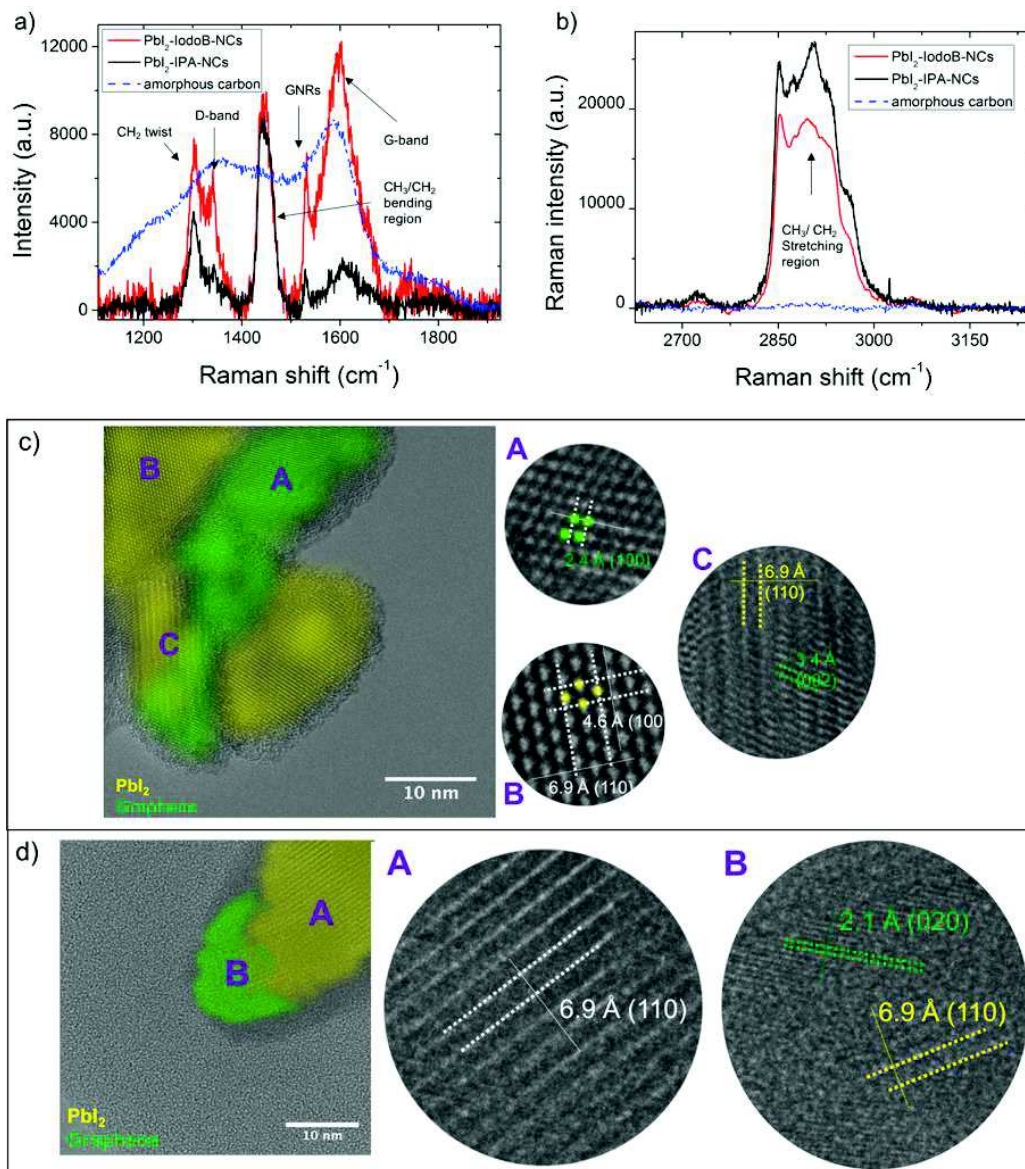 a)
12000
8000
4000
0
Intensity (a.u.)
PbI₂-IodoB-NCs
PbI₂-IPA-NCs
amorphous carbon
CH₂ twist
D-band
GNRs
G-band
CH₃/CH₂
bending
region
1200 1400 1600 1800
Raman shift (cm⁻¹)
b)
20000
10000
0
Raman intensity (a.u.)
PbI₂-IodoB-NCs
PbI₂-IPA-NCs
amorphous carbon
CH₃/ CH₂
Stretching
region
2700 2850 3000 3150
Raman shift (cm⁻¹)
c)
B
A
C
PbI₂
Graphene
10 nm
A
2.4 Å (100)
B
4.6 Å (100
6.9 Å (110)
C
6.9 Å
(110)
3.4 Å
(002)
d)
A
B
PbI₂
Graphene
10 nm
A
6.9 Å (110)
B
2.1 Å (020)
6.9 Å (110)